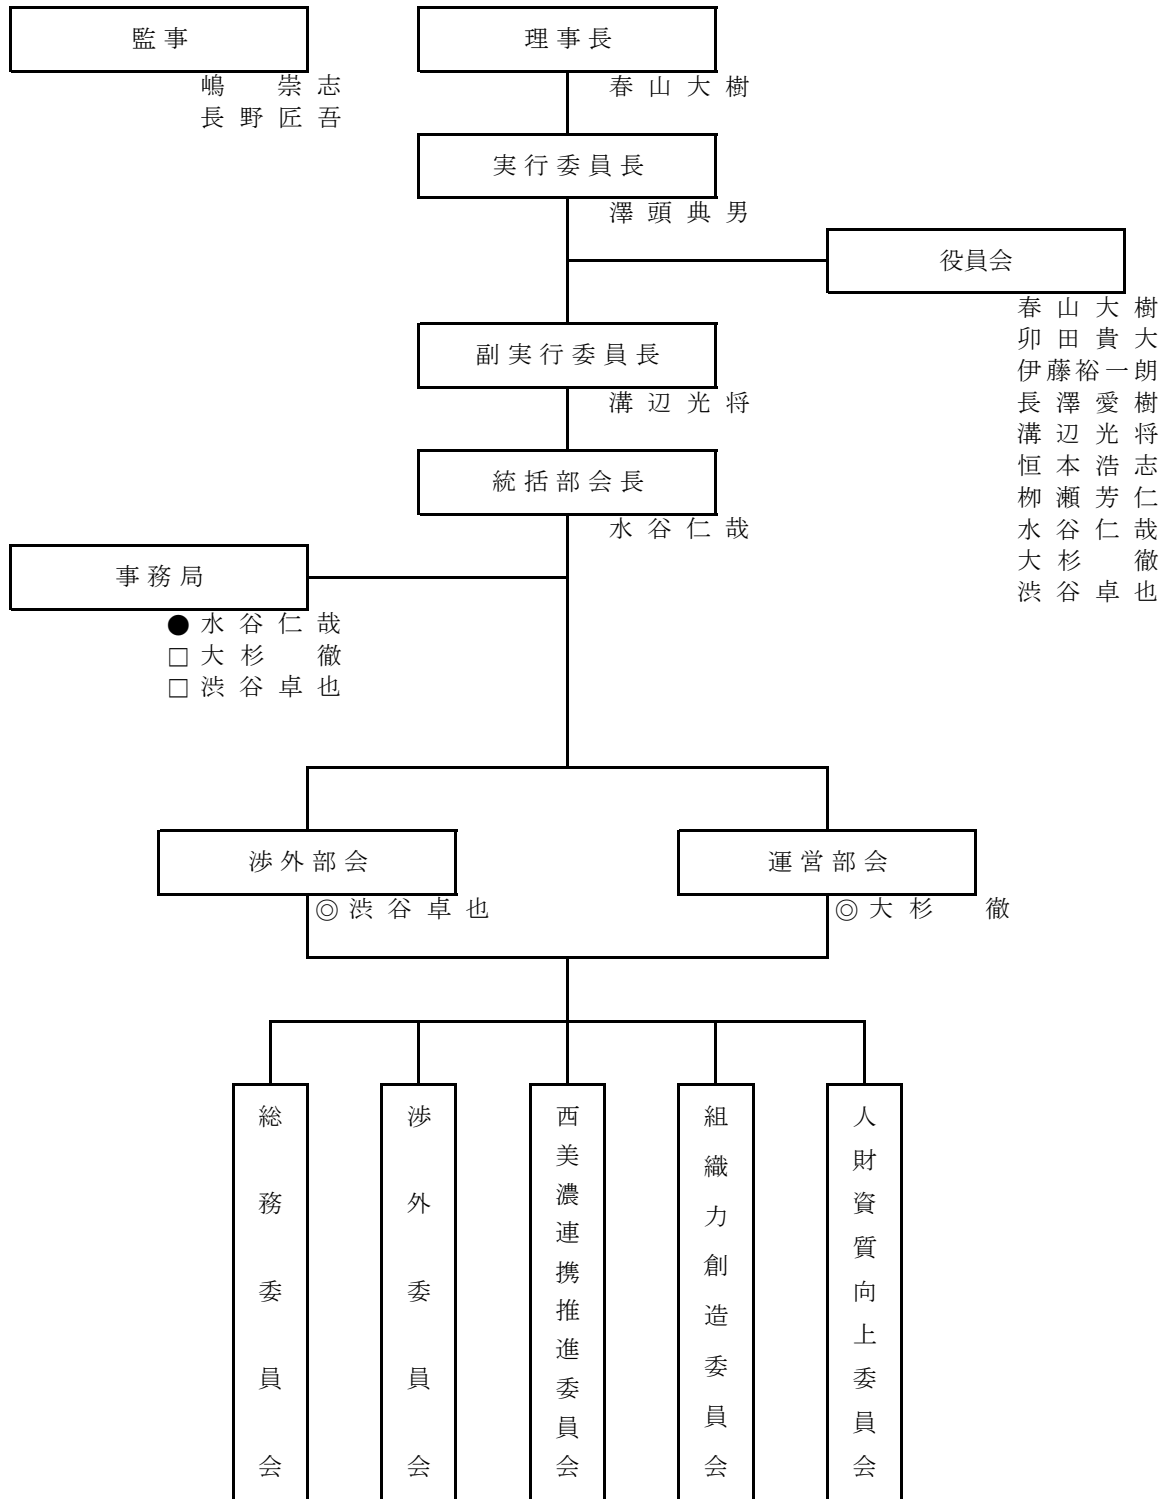 監事
嶋　崇志
長野匠吾
理事長
春山大樹
実行委員長
澤頭典男
役員会
春山大樹
卯田貴大
伊藤裕一朗
長澤愛樹
溝辺光将
恒本浩志
栁瀬芳仁
水谷仁哉
大杉　徹
渋谷卓也
副実行委員長
溝辺光将
統括部会長
水谷仁哉
事務局
●水谷仁哉
□大杉　徹
□渋谷卓也
渉外部会
◎渋谷卓也
運営部会
◎大杉　徹
総務委員会
渉外委員会
西美濃連携推進委員会
組織力創造委員会
人財資質向上委員会